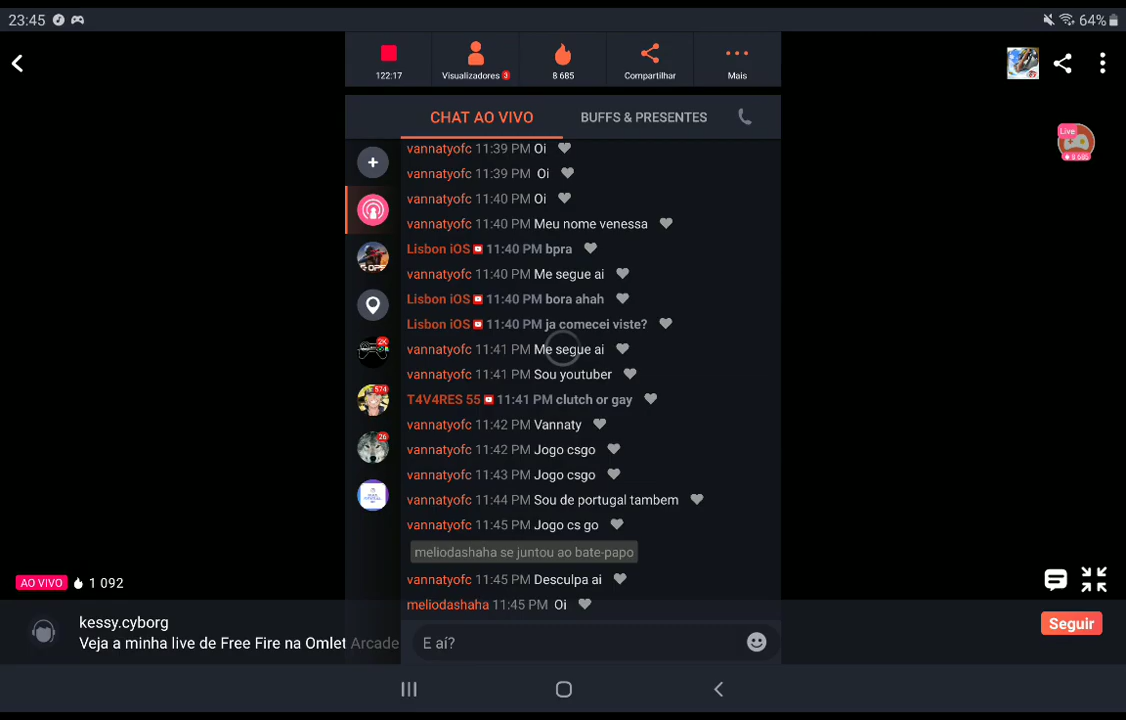 23:45
64%
122:17
Visualizadores 3
8 685
Compartilhar
Mais
CHAT AO VIVO
BUFFS & PRESENTES
Live
8 685
vannatyofc 11:39 PM Oi
vannatyofc 11:39 PM Oi
vannatyofc 11:40 PM Oi
vannatyofc 11:40 PM Meu nome venessa
Lisbon iOS 11:40 PM bpra
vannatyofc 11:40 PM Me segue ai
Lisbon iOS 11:40 PM bora ahah
Lisbon iOS 11:40 PM ja comecei viste?
vannatyofc 11:41 PM Me segue ai
vannatyofc 11:41 PM Sou youtuber
T4V4RES 55 11:41 PM clutch or gay
vannatyofc 11:42 PM Vannaty
vannatyofc 11:42 PM Jogo csgo
vannatyofc 11:43 PM Jogo csgo
vannatyofc 11:44 PM Sou de portugal tambem
vannatyofc 11:45 PM Jogo cs go
meliodashaha se juntou ao bate-papo
vannatyofc 11:45 PM Desculpa ai
meliodashaha 11:45 PM Oi
OPS
2K
574
26
AO VIVO 1 092
kessy.cyborg
Veja a minha live de Free Fire na Omlet Arcade
E aí?
Seguir